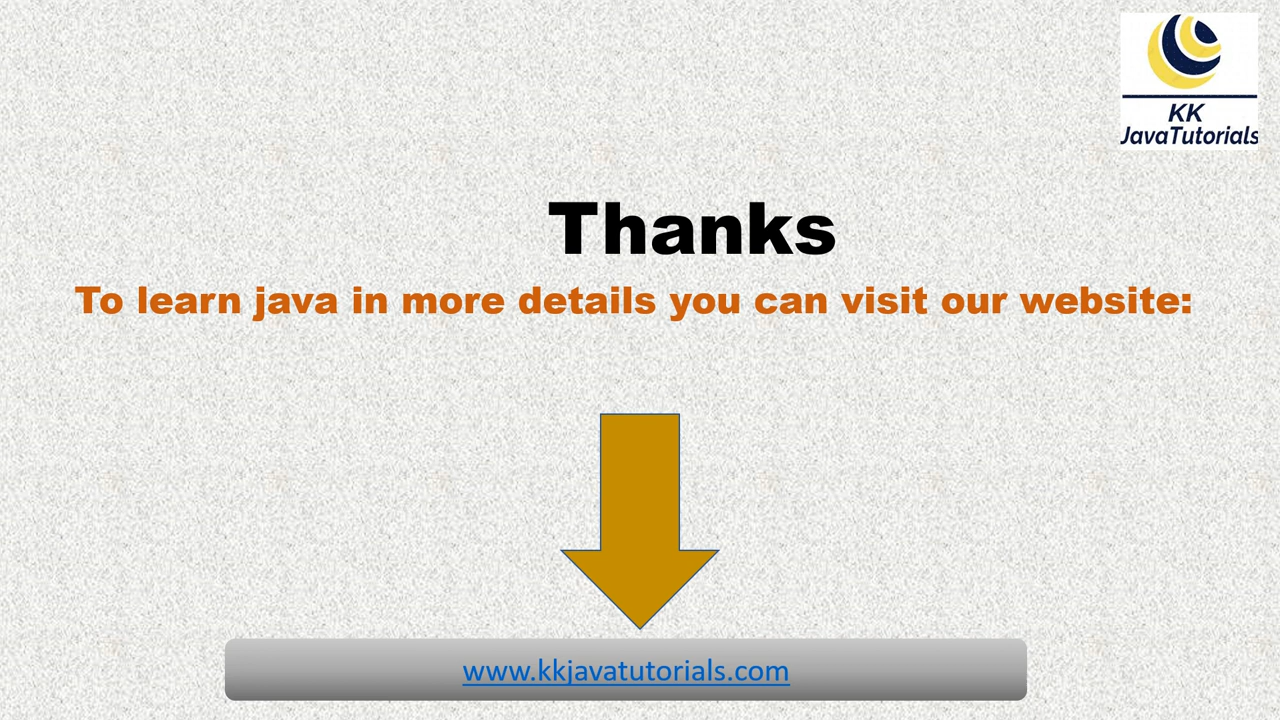 KK
JavaTutorials
Thanks
To learn java in more details you can visit our website:
www.kkjavatutorials.com